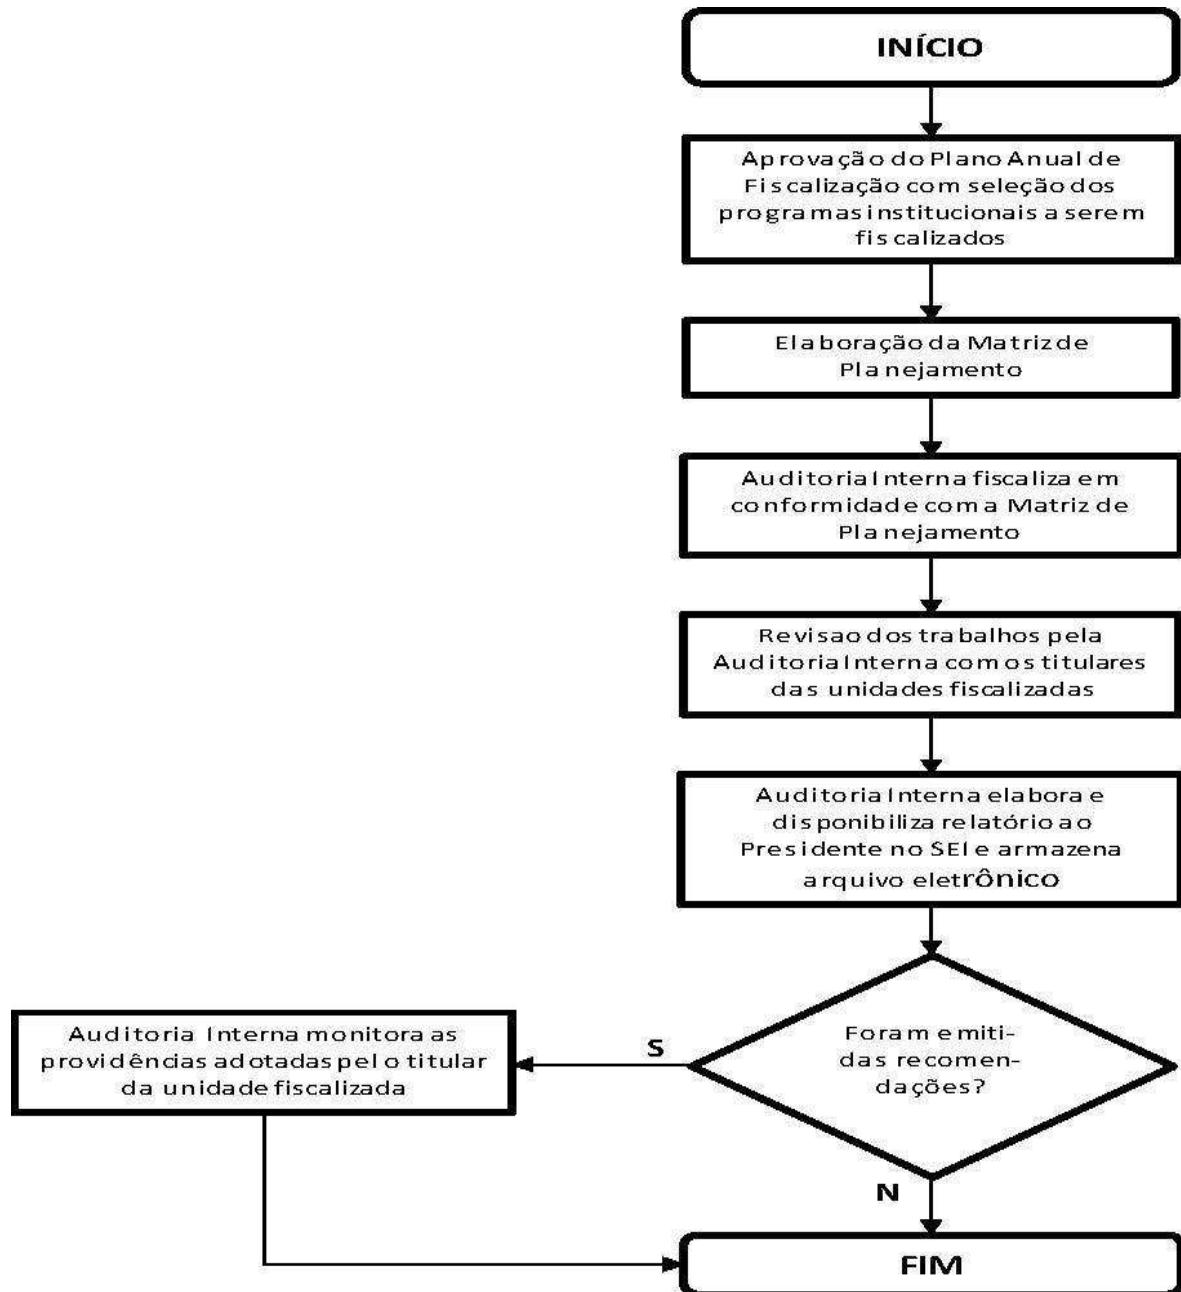 INÍCIO
Aprovação do Plano Anual de
Fiscalização com seleção dos
programas institucionais a serem
fiscalizados
Elaboração da Matriz de
Planejamento
Auditoria Interna fiscaliza em
conformidade com a Matriz de
Planejamento
Revisao dos trabalhos pela
Auditoria Interna com os titulares
das unidades fiscalizadas
Auditoria Interna elabora e
disponibiliza relatório ao
Presidente no SEI e armazena
arquivo eletrônico
Foram emiti-
das recomen-
dações?
S
Auditoria Interna monitora as
providências adotadas pelo titular
da unidade fiscalizada
N
FIM